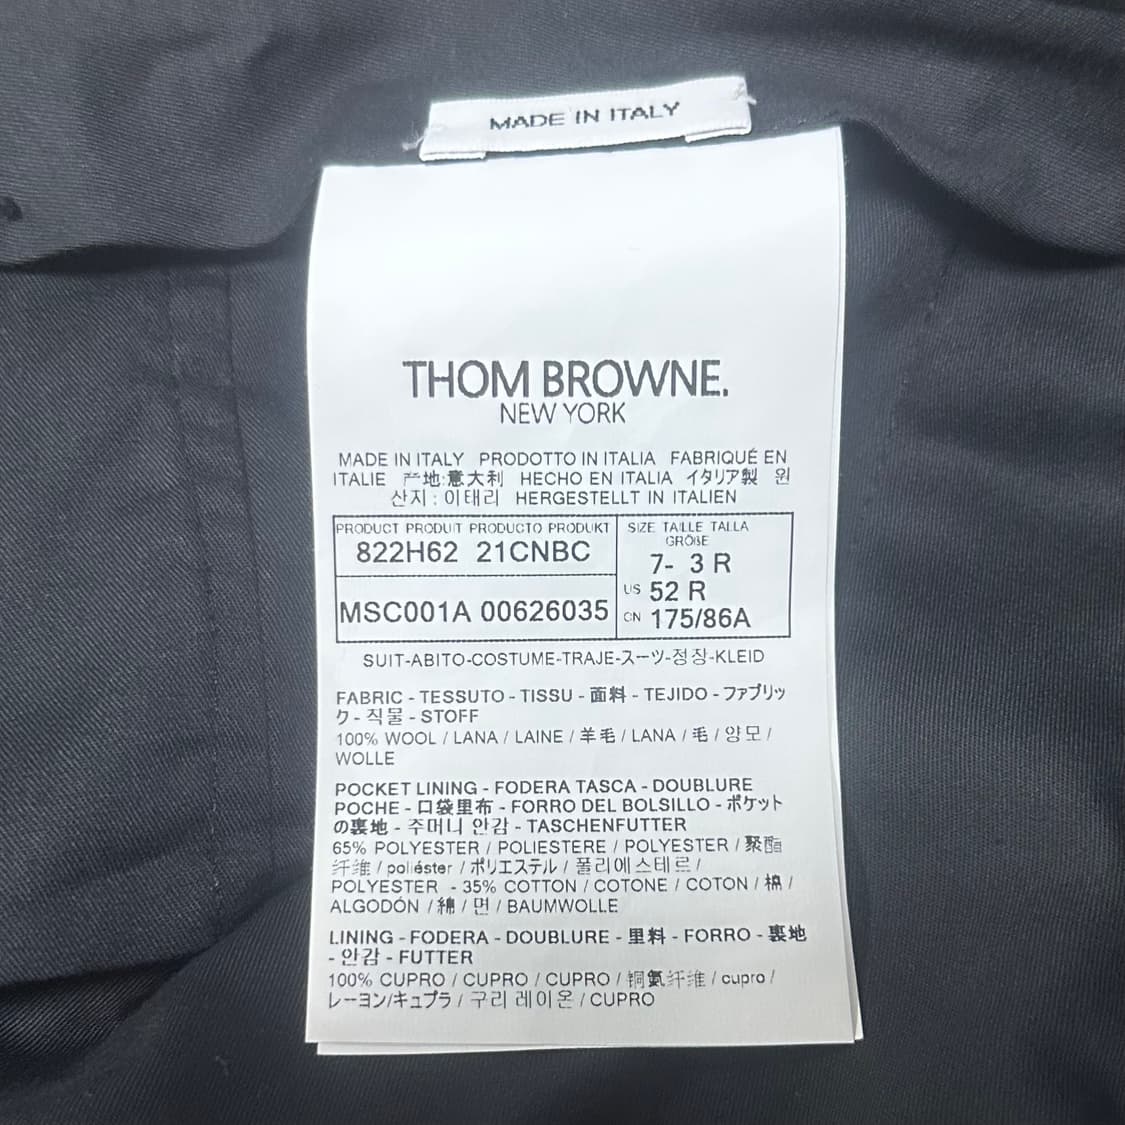 MADE IN ITALY
THOM BROWNE.
NEW YORK
MADE IN ITALY PRODOTTO IN ITALIA FABRIQUÉ EN
ITALIE 产地:意大利 HECHO EN ITALIA イタリア製 원
산지 : 이태리 HERGESTELLT IN ITALIEN
PRODUCT PRODUIT PRODUCTO PRODUKT
822H62 21CNBC
MSC001A 00626035
SIZE TAILLE TALLA
GRÖßE
7- 3 R
US 52 R
CN 175/86A
SUIT-ABITO-COSTUME-TRAJE-スーツ-정장-KLEID
FABRIC - TESSUTO - TISSU - 面料 - TEJIDO - ファブリッ
ク - 직물 - STOFF
100% WOOL / LANA / LAINE / 羊毛 / LANA / 毛 / 양모 /
WOLLE
POCKET LINING - FODERA TASCA - DOUBLURE
POCHE - 口袋里布 - FORRO DEL BOLSILLO - ポケット
の裏地 - 주머니 안감 - TASCHENFUTTER
65% POLYESTER / POLIESTERE / POLYESTER / 聚酯
纤维 / poliéster / ポリエステル / 폴리에스테르 /
POLYESTER - 35% COTTON / COTONE / COTON / 棉 /
ALGODÓN / 綿 / 면 / BAUMWOLLE
LINING - FODERA - DOUBLURE - 里料 - FORRO - 裏地
- 안감 - FUTTER
100% CUPRO / CUPRO / CUPRO / 铜氨纤维 / cupro /
レーヨン/キュプラ / 구리 레이온 / CUPRO